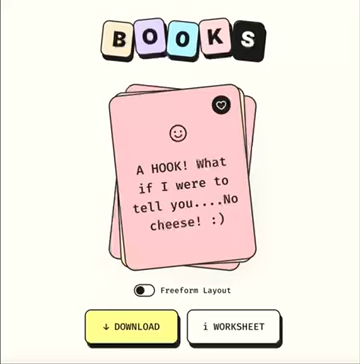 BOOKS
A HOOK! What
if I were to
tell you....No
cheese! :)
Freeform Layout
↓ DOWNLOAD
i WORKSHEET